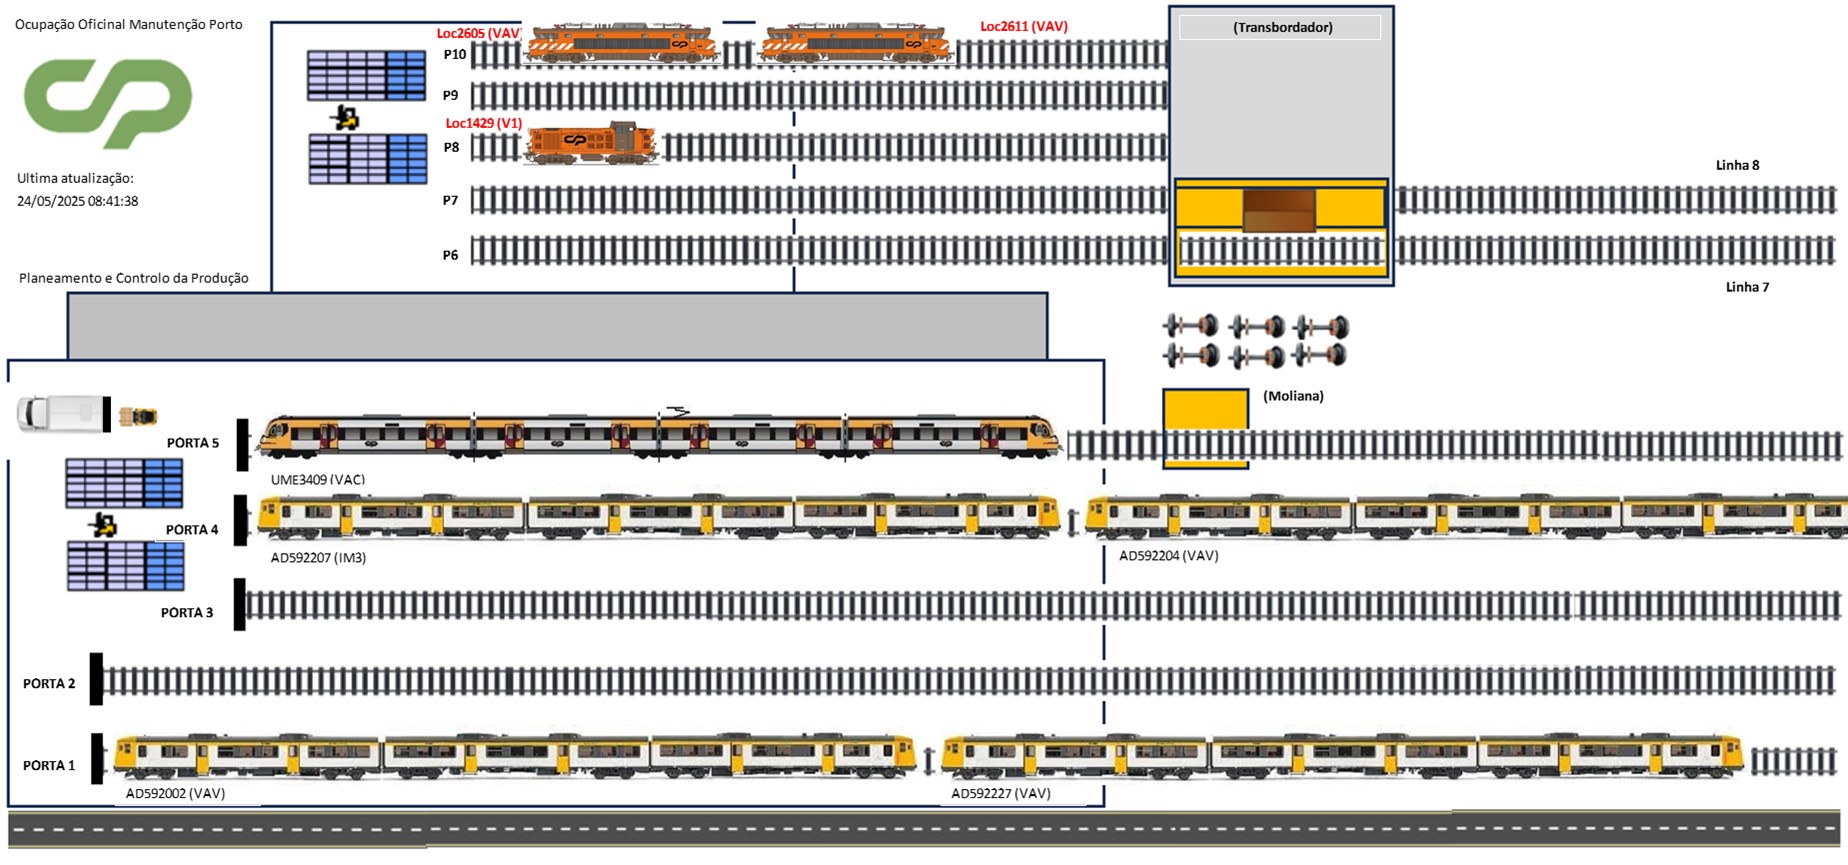 Ocupação Oficinal Manutenção Porto
CP
Ultima atualização:
24/05/2025 08:41:38
Planeamento e Controlo da Produção
Loc2605 (VAV)
Loc2611 (VAV)
P10
P9
Loc1429 (V1)
P8
P7
P6
(Transbordador)
Linha 8
Linha 7
(Moliana)
PORTA 5
UME3409 (VAC)
PORTA 4
AD592207 (IM3)
AD592204 (VAV)
PORTA 3
PORTA 2
PORTA 1
AD592002 (VAV)
AD592227 (VAV)